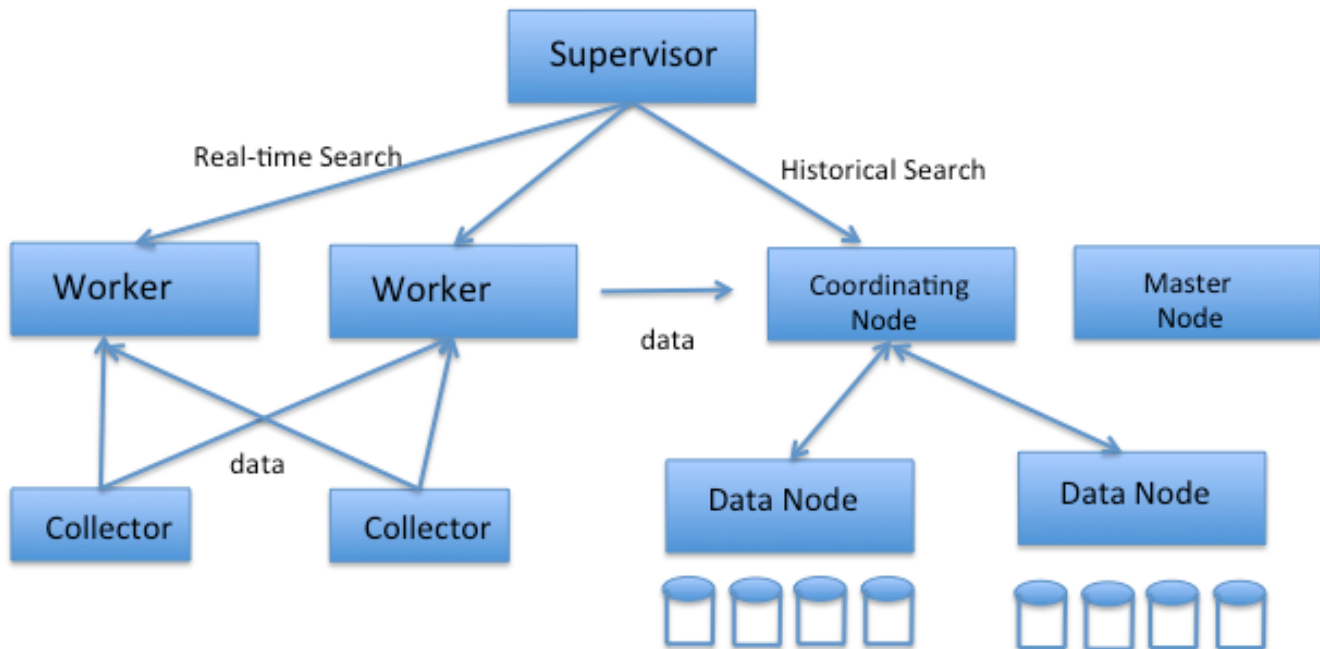 Supervisor
Real-time Search
Historical Search
Worker
Worker
data
Coordinating
Node
Master
Node
data
Collector
Collector
Data Node
Data Node